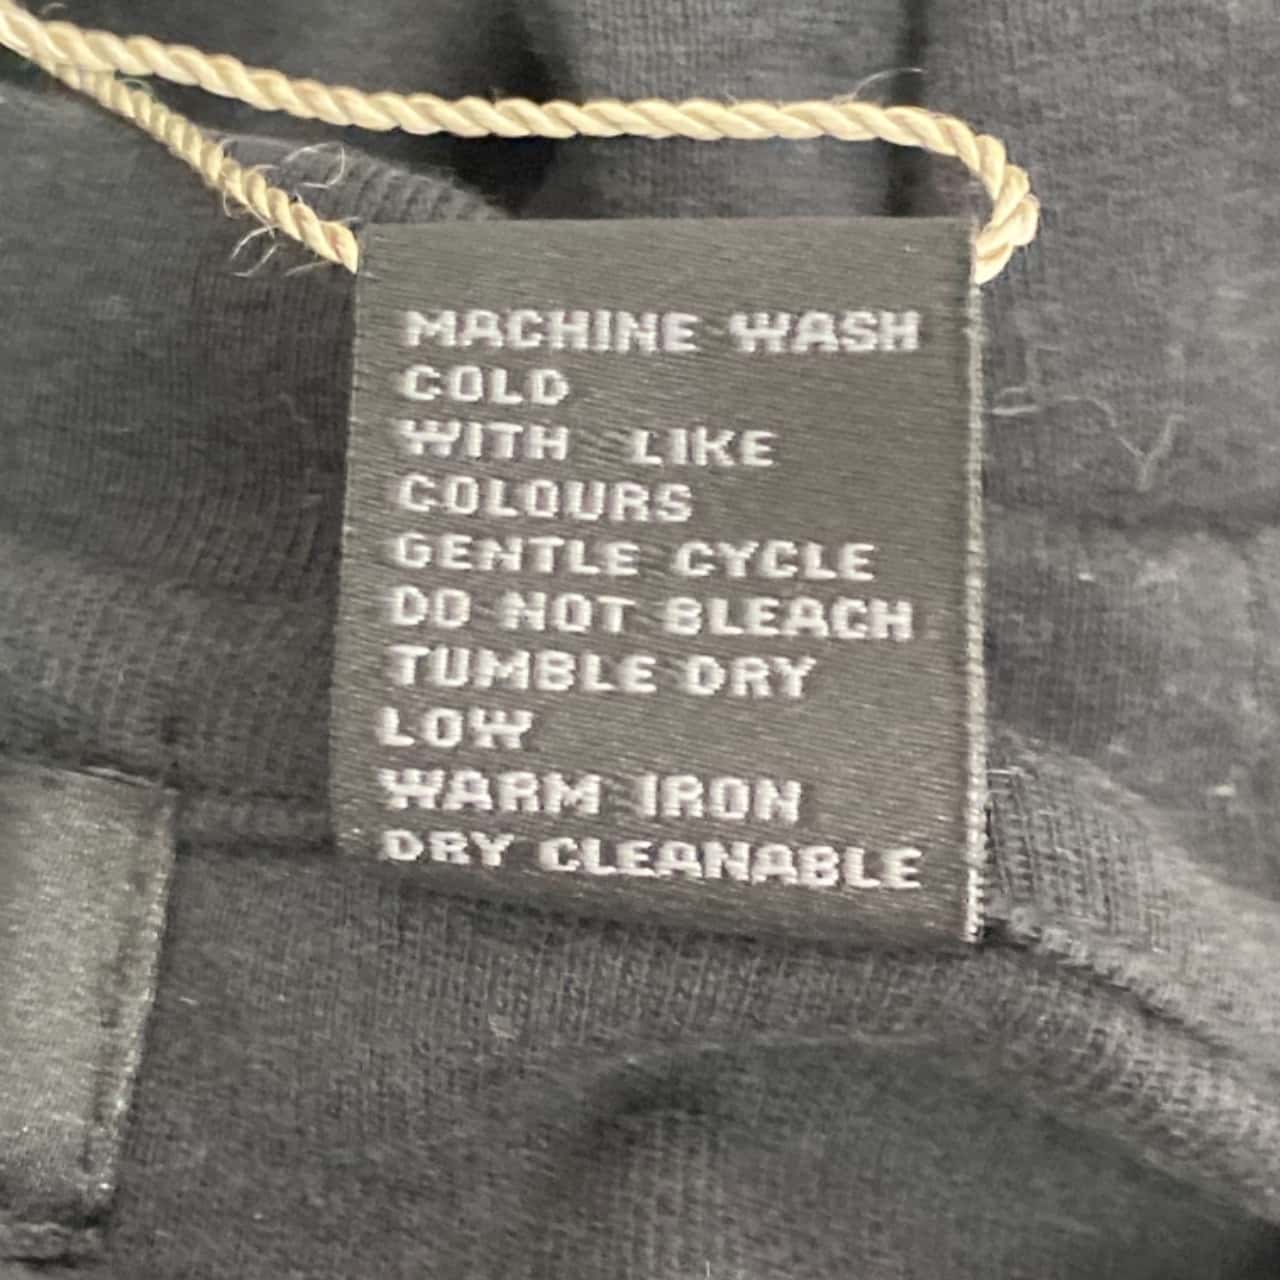 MACHINE WASH
COLD
WITH LIKE
COLOURS
GENTLE CYCLE
DO NOT BLEACH
TUMBLE DRY
LOW
WARM IRON
DRY CLEANABLE